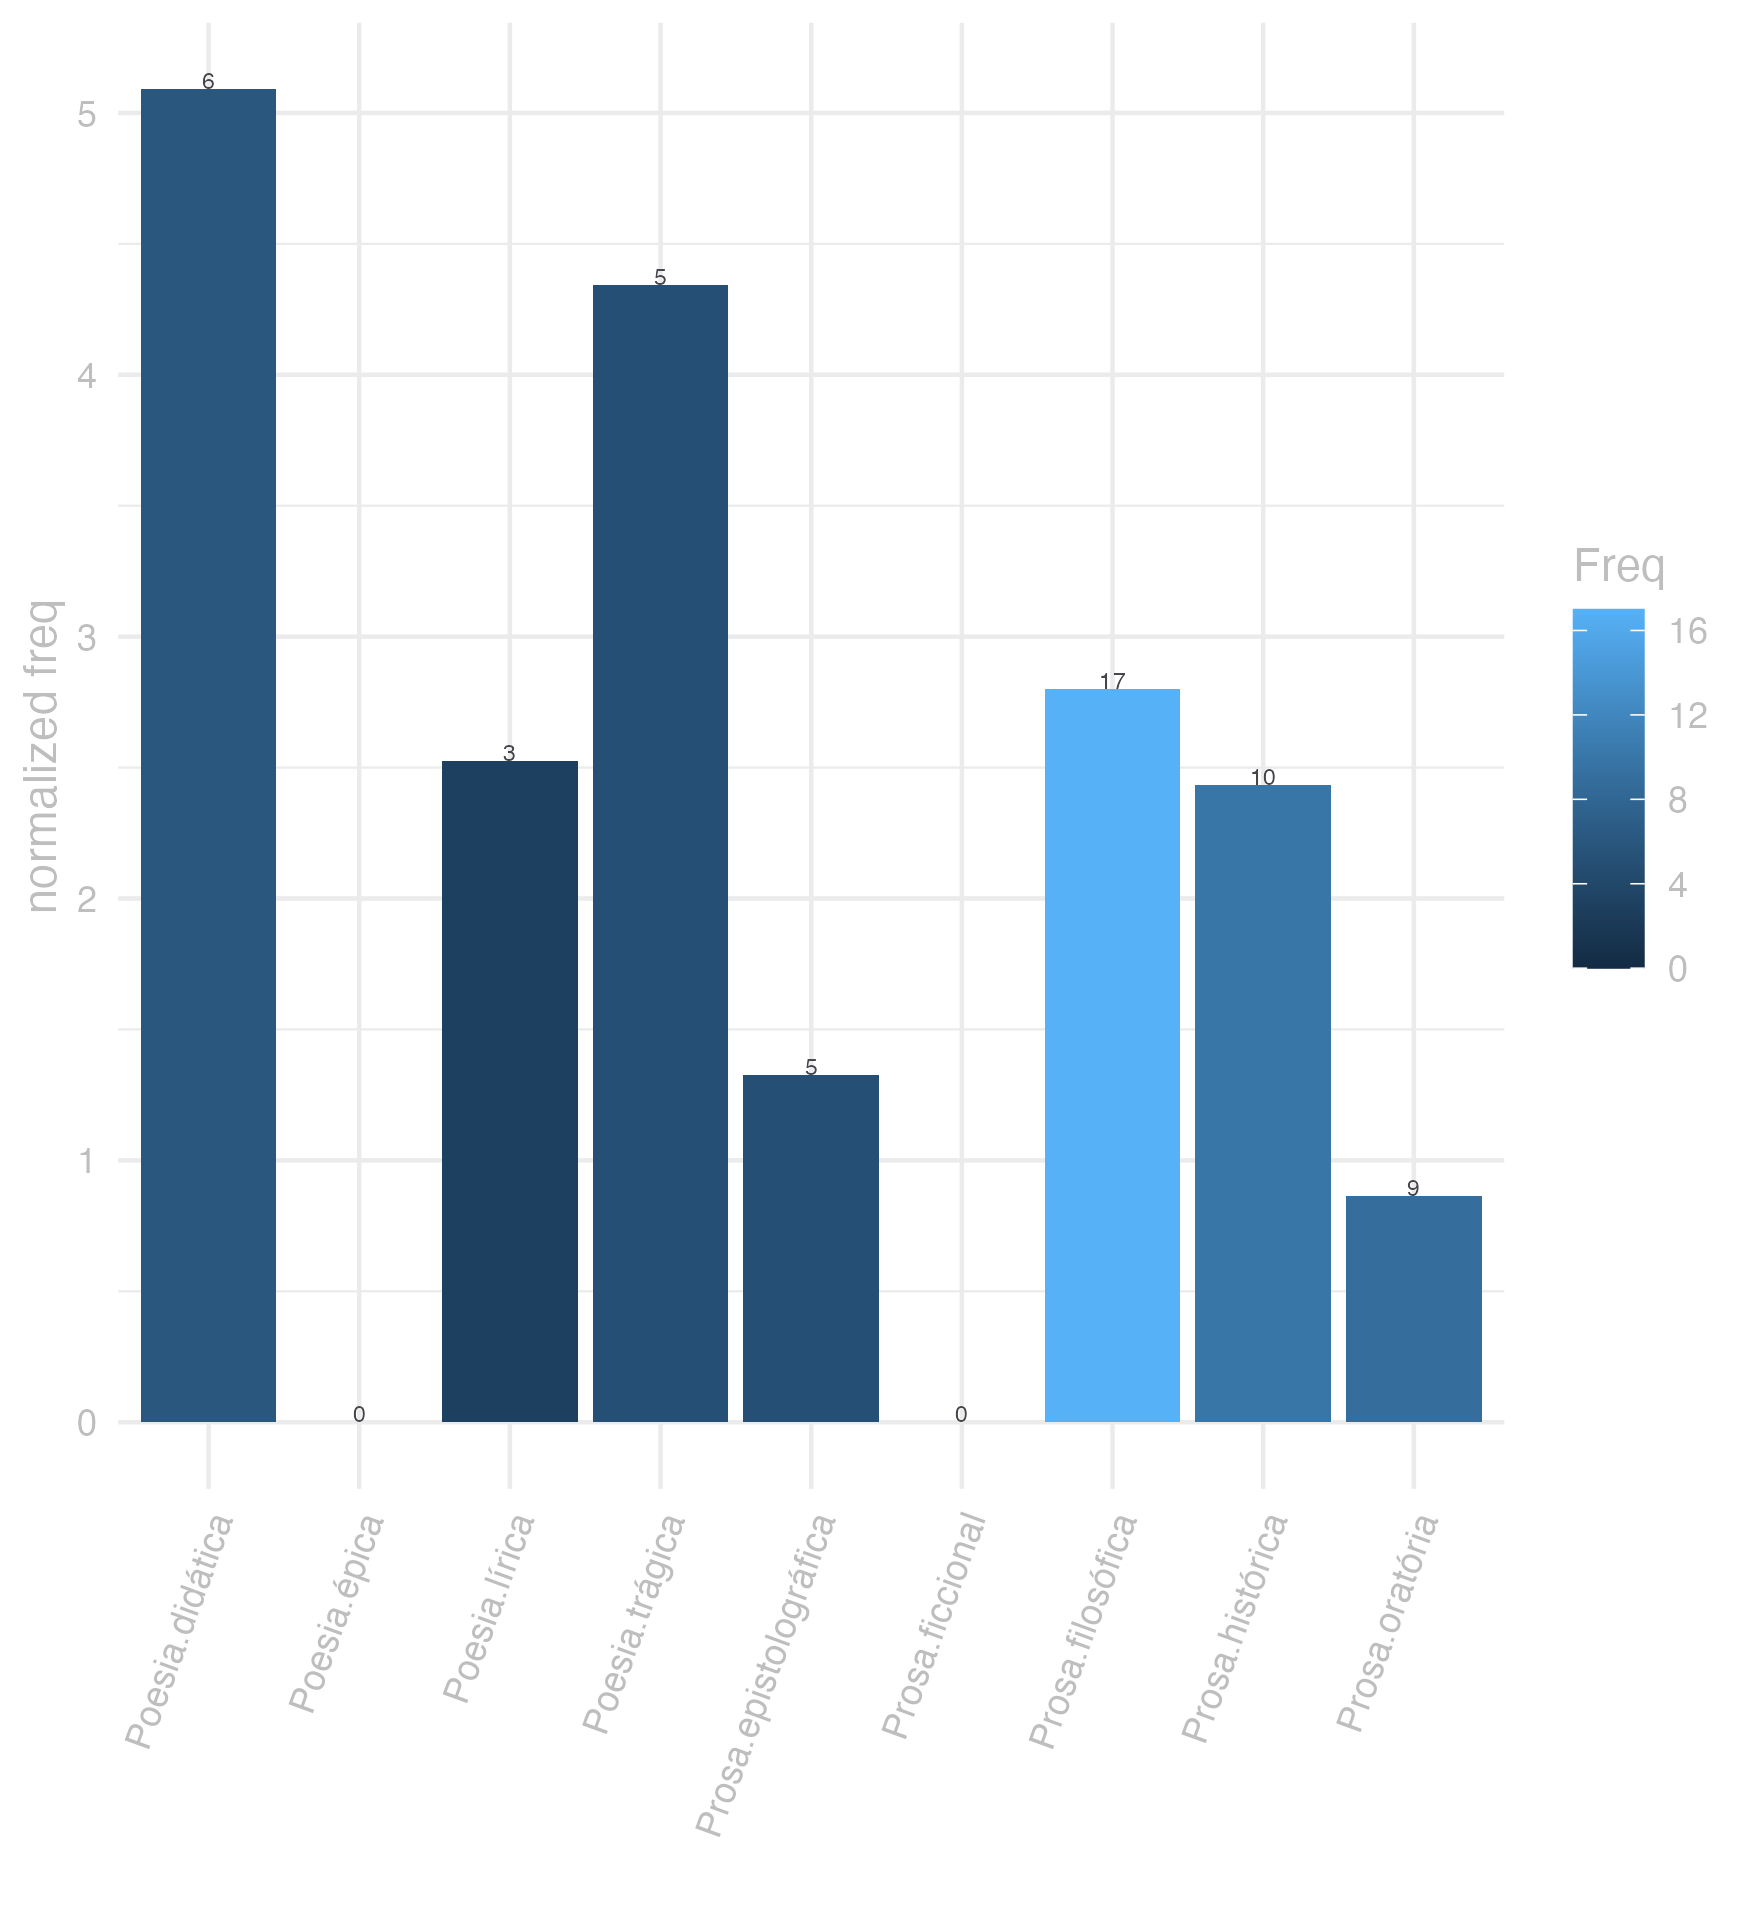 normalized freq
5
4
3
2
1
0
6
0
3
5
5
0
17
10
9
Poesia.didática
Poesia.épica
Poesia.lírica
Poesia.trágica
Prosa.epistolográfica
Prosa.ficcional
Prosa.filosófica
Prosa.histórica
Prosa.oratória
Freq
16
12
8
4
0